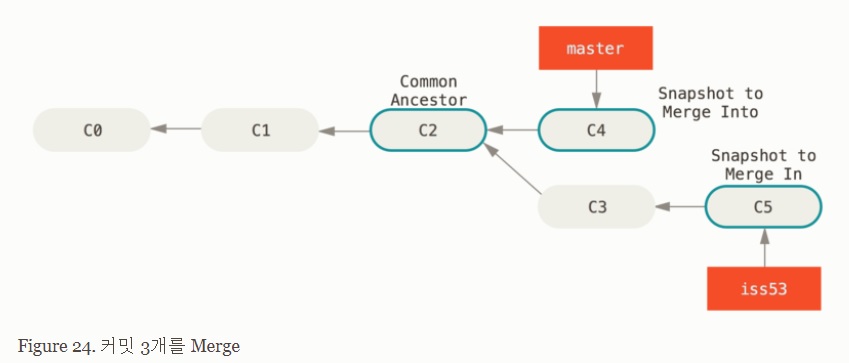 master
Common
Ancestor
Snapshot to
Merge Into
C0
C1
C2
C4
Snapshot to
Merge In
C3
C5
iss53
Figure 24. 커밋 3개를 Merge